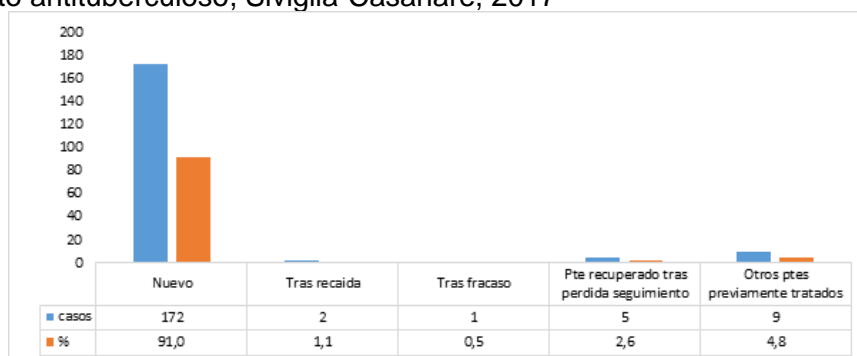 to antituberculoso, Sivigila Casanare, 2017
200
180
160
140
120
100
80
60
40
20
0
Nuevo Tras recaida Tras fracaso Pte recuperado tras perdida seguimiento Otros ptes previamente tratados
casos 172 2 1 5 9
% 91,0 1,1 0,5 2,6 4,8